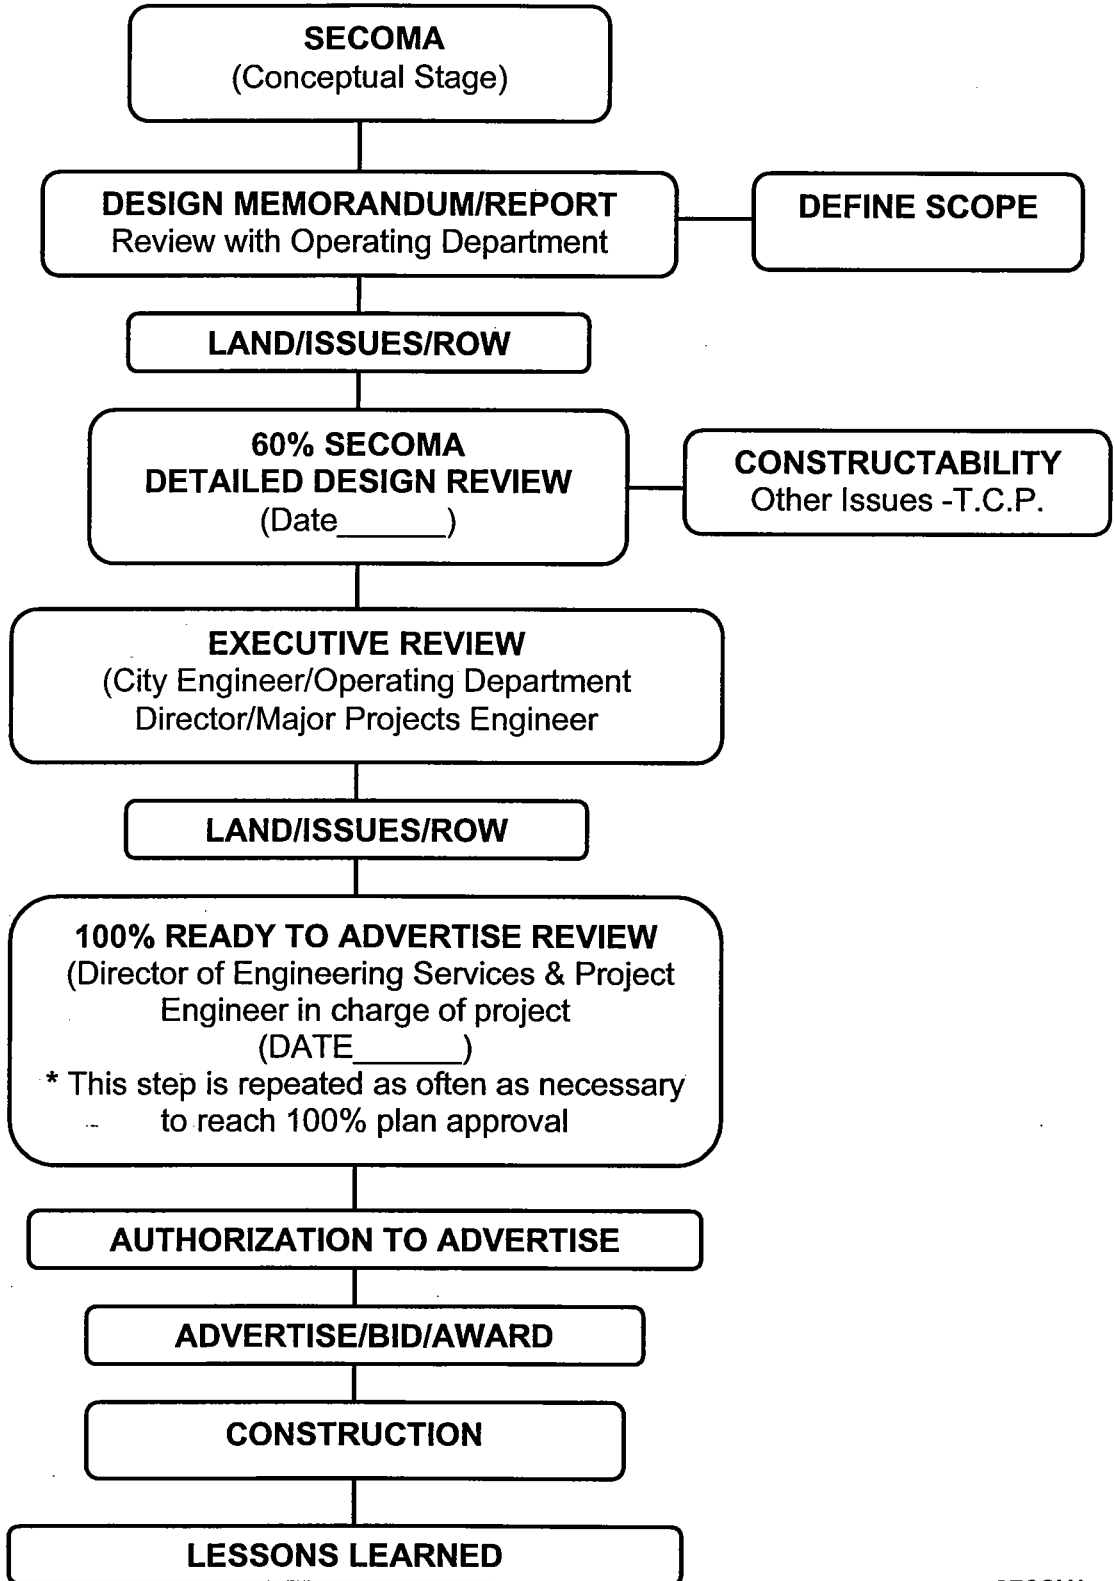 SECOMA
(Conceptual Stage)
DESIGN MEMORANDUM/REPORT
Review with Operating Department
DEFINE SCOPE
LAND/ISSUES/ROW
60% SECOMA
DETAILED DESIGN REVIEW
(Date______)
CONSTRUCTABILITY
Other Issues -T.C.P.
EXECUTIVE REVIEW
(City Engineer/Operating Department
Director/Major Projects Engineer
LAND/ISSUES/ROW
100% READY TO ADVERTISE REVIEW
(Director of Engineering Services & Project
Engineer in charge of project
(DATE______)
* This step is repeated as often as necessary
to reach 100% plan approval
AUTHORIZATION TO ADVERTISE
ADVERTISE/BID/AWARD
CONSTRUCTION
LESSONS LEARNED